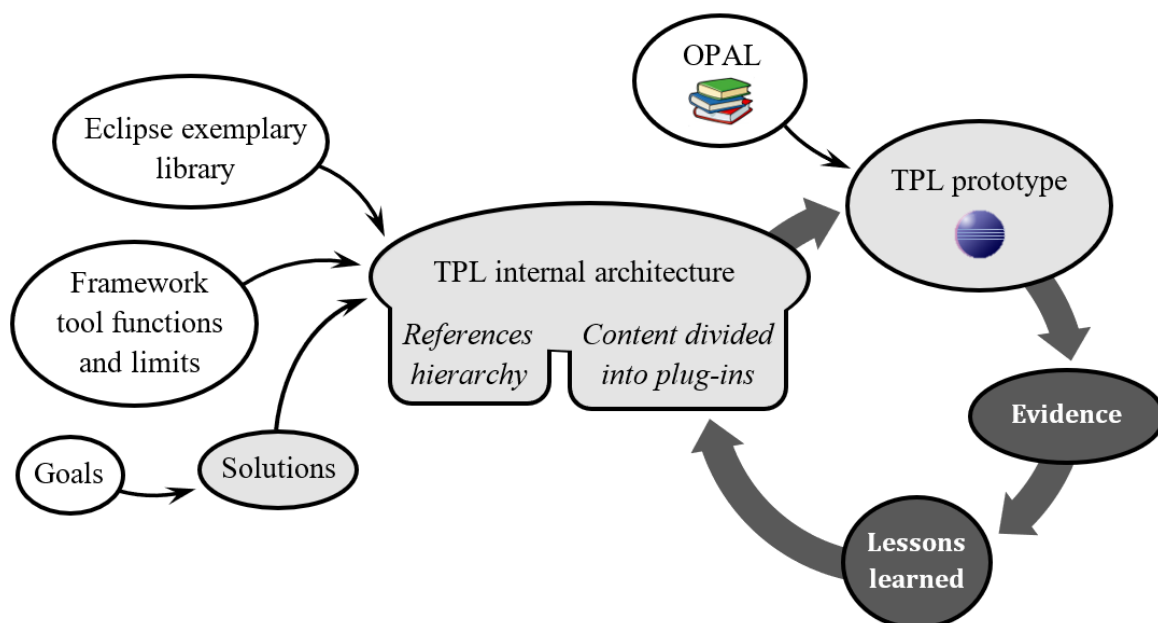 OPAL
Eclipse exemplary
library
TPL prototype
Framework
tool functions
and limits
TPL internal architecture
References
hierarchy
Content divided
into plug-ins
Evidence
Goals
Solutions
Lessons
learned